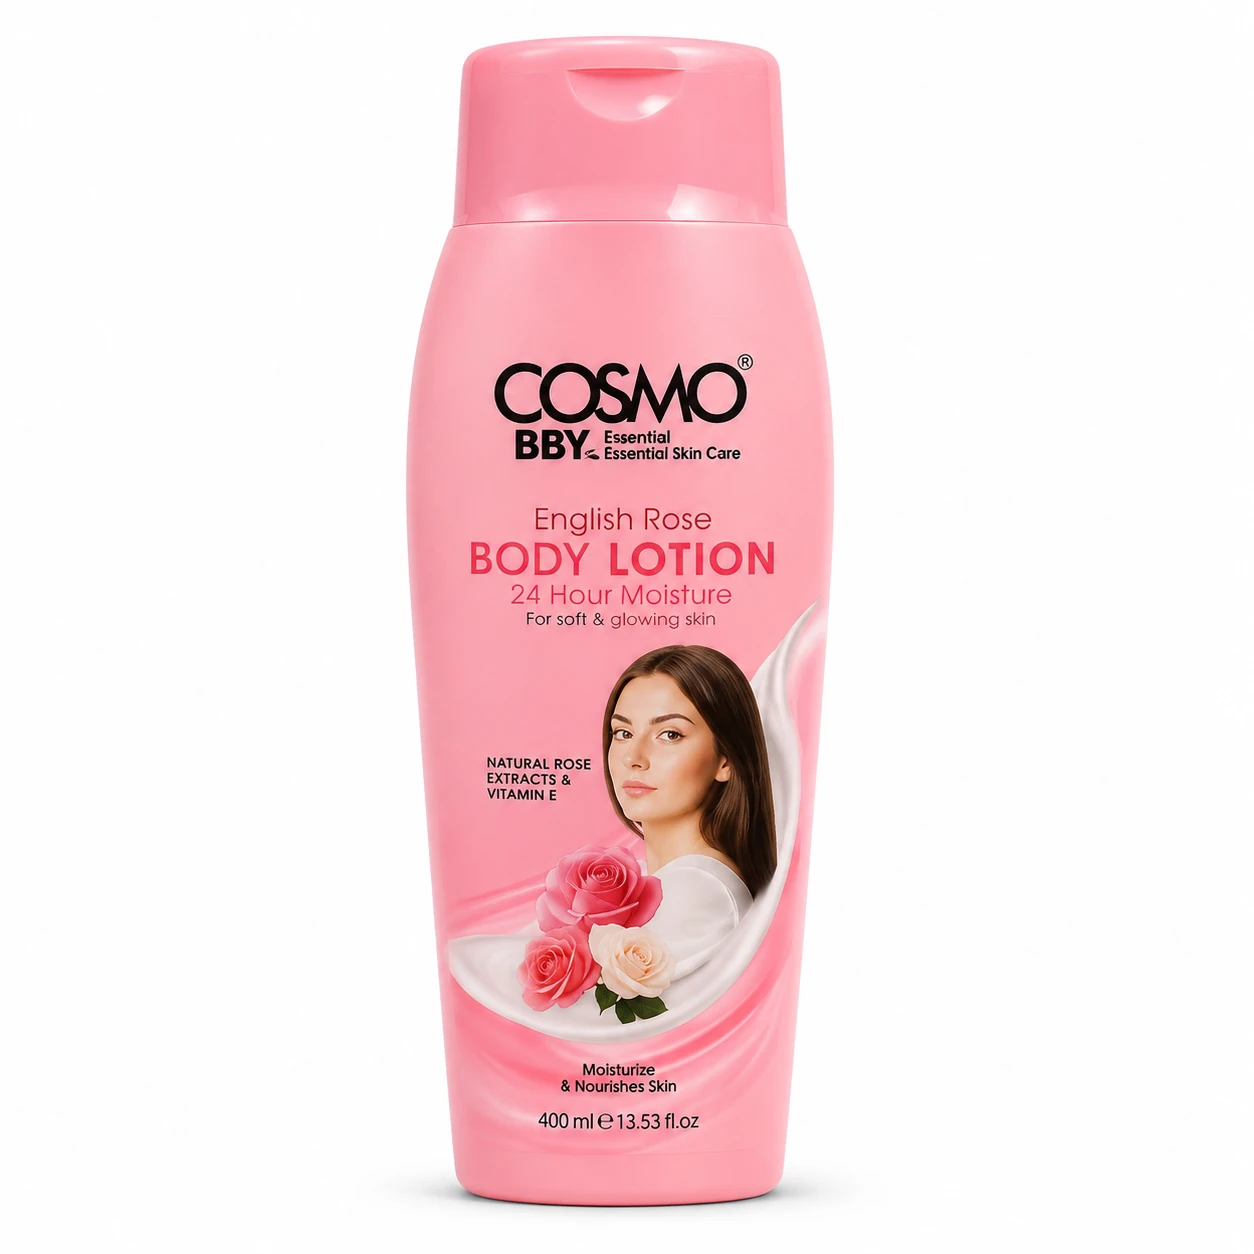 COSMO®
BBY Essential
Essential Skin Care
English Rose
BODY LOTION
24 Hour Moisture
For soft & glowing skin
NATURAL ROSE
EXTRACTS &
VITAMIN E
Moisturize
& Nourishes Skin
400 ml ℮ 13.53 fl.oz